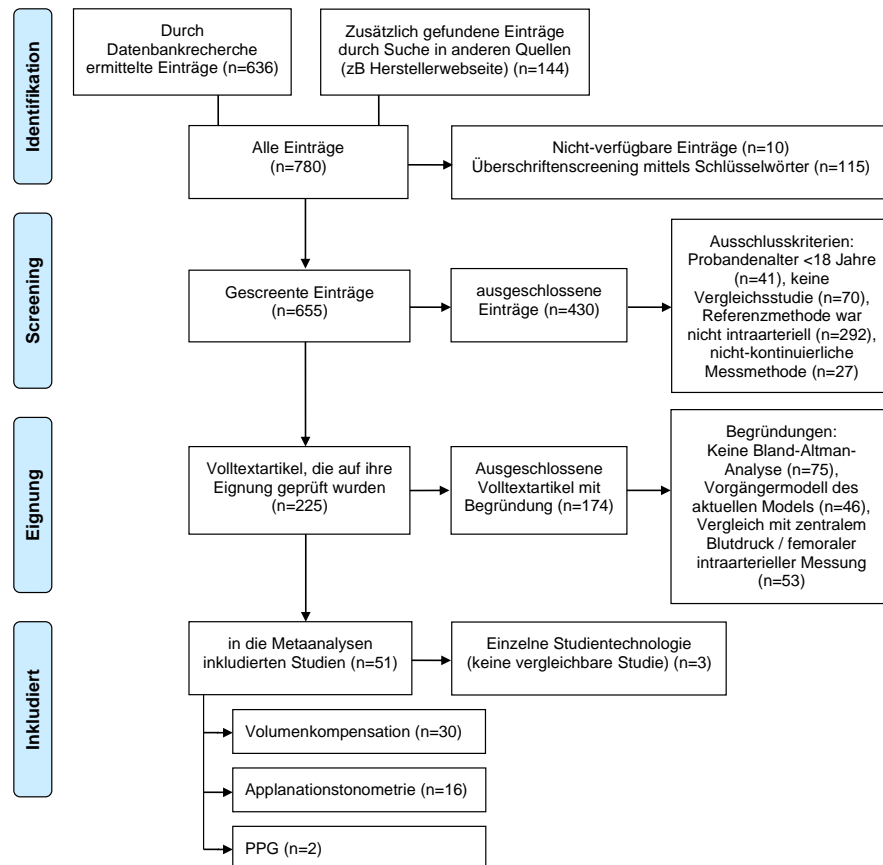 Identifikation
Durch
Datenbankrecherche
ermittelte Einträge (n=636)
Zusätzlich gefundene Einträge
durch Suche in anderen Quellen
(zB Herstellerwebseite) (n=144)
Alle Einträge
(n=780)
Nicht-verfügbare Einträge (n=10)
Überschriftenscreening mittels Schlüsselwörter (n=115)
Screening
Gescreente Einträge
(n=655)
ausgeschlossene
Einträge (n=430)
Ausschlusskriterien:
Probandenalter <18 Jahre
(n=41), keine
Vergleichsstudie (n=70),
Referenzmethode war
nicht intraarteriell (n=292),
nicht-kontinuierliche
Messmethode (n=27)
Eignung
Volltextartikel, die auf ihre
Eignung geprüft wurden
(n=225)
Ausgeschlossene
Volltextartikel mit
Begründung (n=174)
Begründungen:
Keine Bland-Altman-
Analyse (n=75),
Vorgängermodell des
aktuellen Models (n=46),
Vergleich mit zentralem
Blutdruck / femoraler
intraarterieller Messung
(n=53)
Inkludiert
in die Metaanalysen
inkludierten Studien (n=51)
Einzelne Studientechnologie
(keine vergleichbare Studie) (n=3)
Volumenkompensation (n=30)
Applanationstonometrie (n=16)
PPG (n=2)